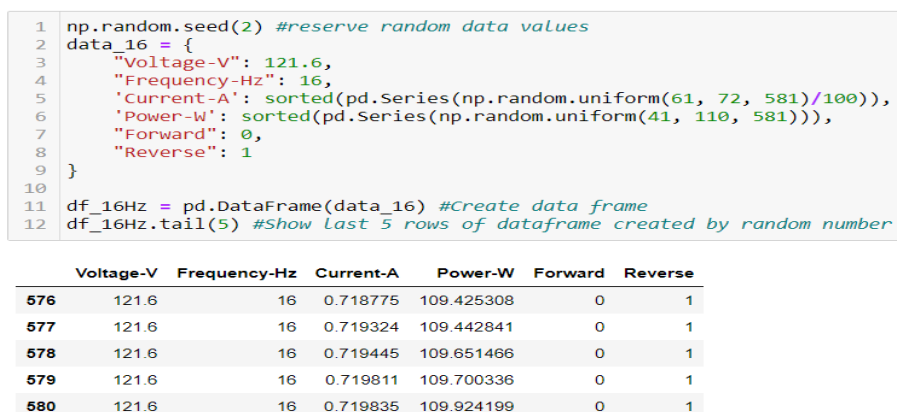 1 np.random.seed(2) #reserve random data values
2 data_16 = {
3     "Voltage-V": 121.6,
4     "Frequency-Hz": 16,
5     'Current-A': sorted(pd.Series(np.random.uniform(61, 72, 581)/100)),
6     'Power-W': sorted(pd.Series(np.random.uniform(41, 110, 581))),
7     "Forward": 0,
8     "Reverse": 1
9 }
10
11 df_16Hz = pd.DataFrame(data_16) #Create data frame
12 df_16Hz.tail(5) #Show last 5 rows of dataframe created by random number
Voltage-V Frequency-Hz Current-A Power-W Forward Reverse
576 121.6 16 0.718775 109.425308 0 1
577 121.6 16 0.719324 109.442841 0 1
578 121.6 16 0.719445 109.651466 0 1
579 121.6 16 0.719811 109.700336 0 1
580 121.6 16 0.719835 109.924199 0 1